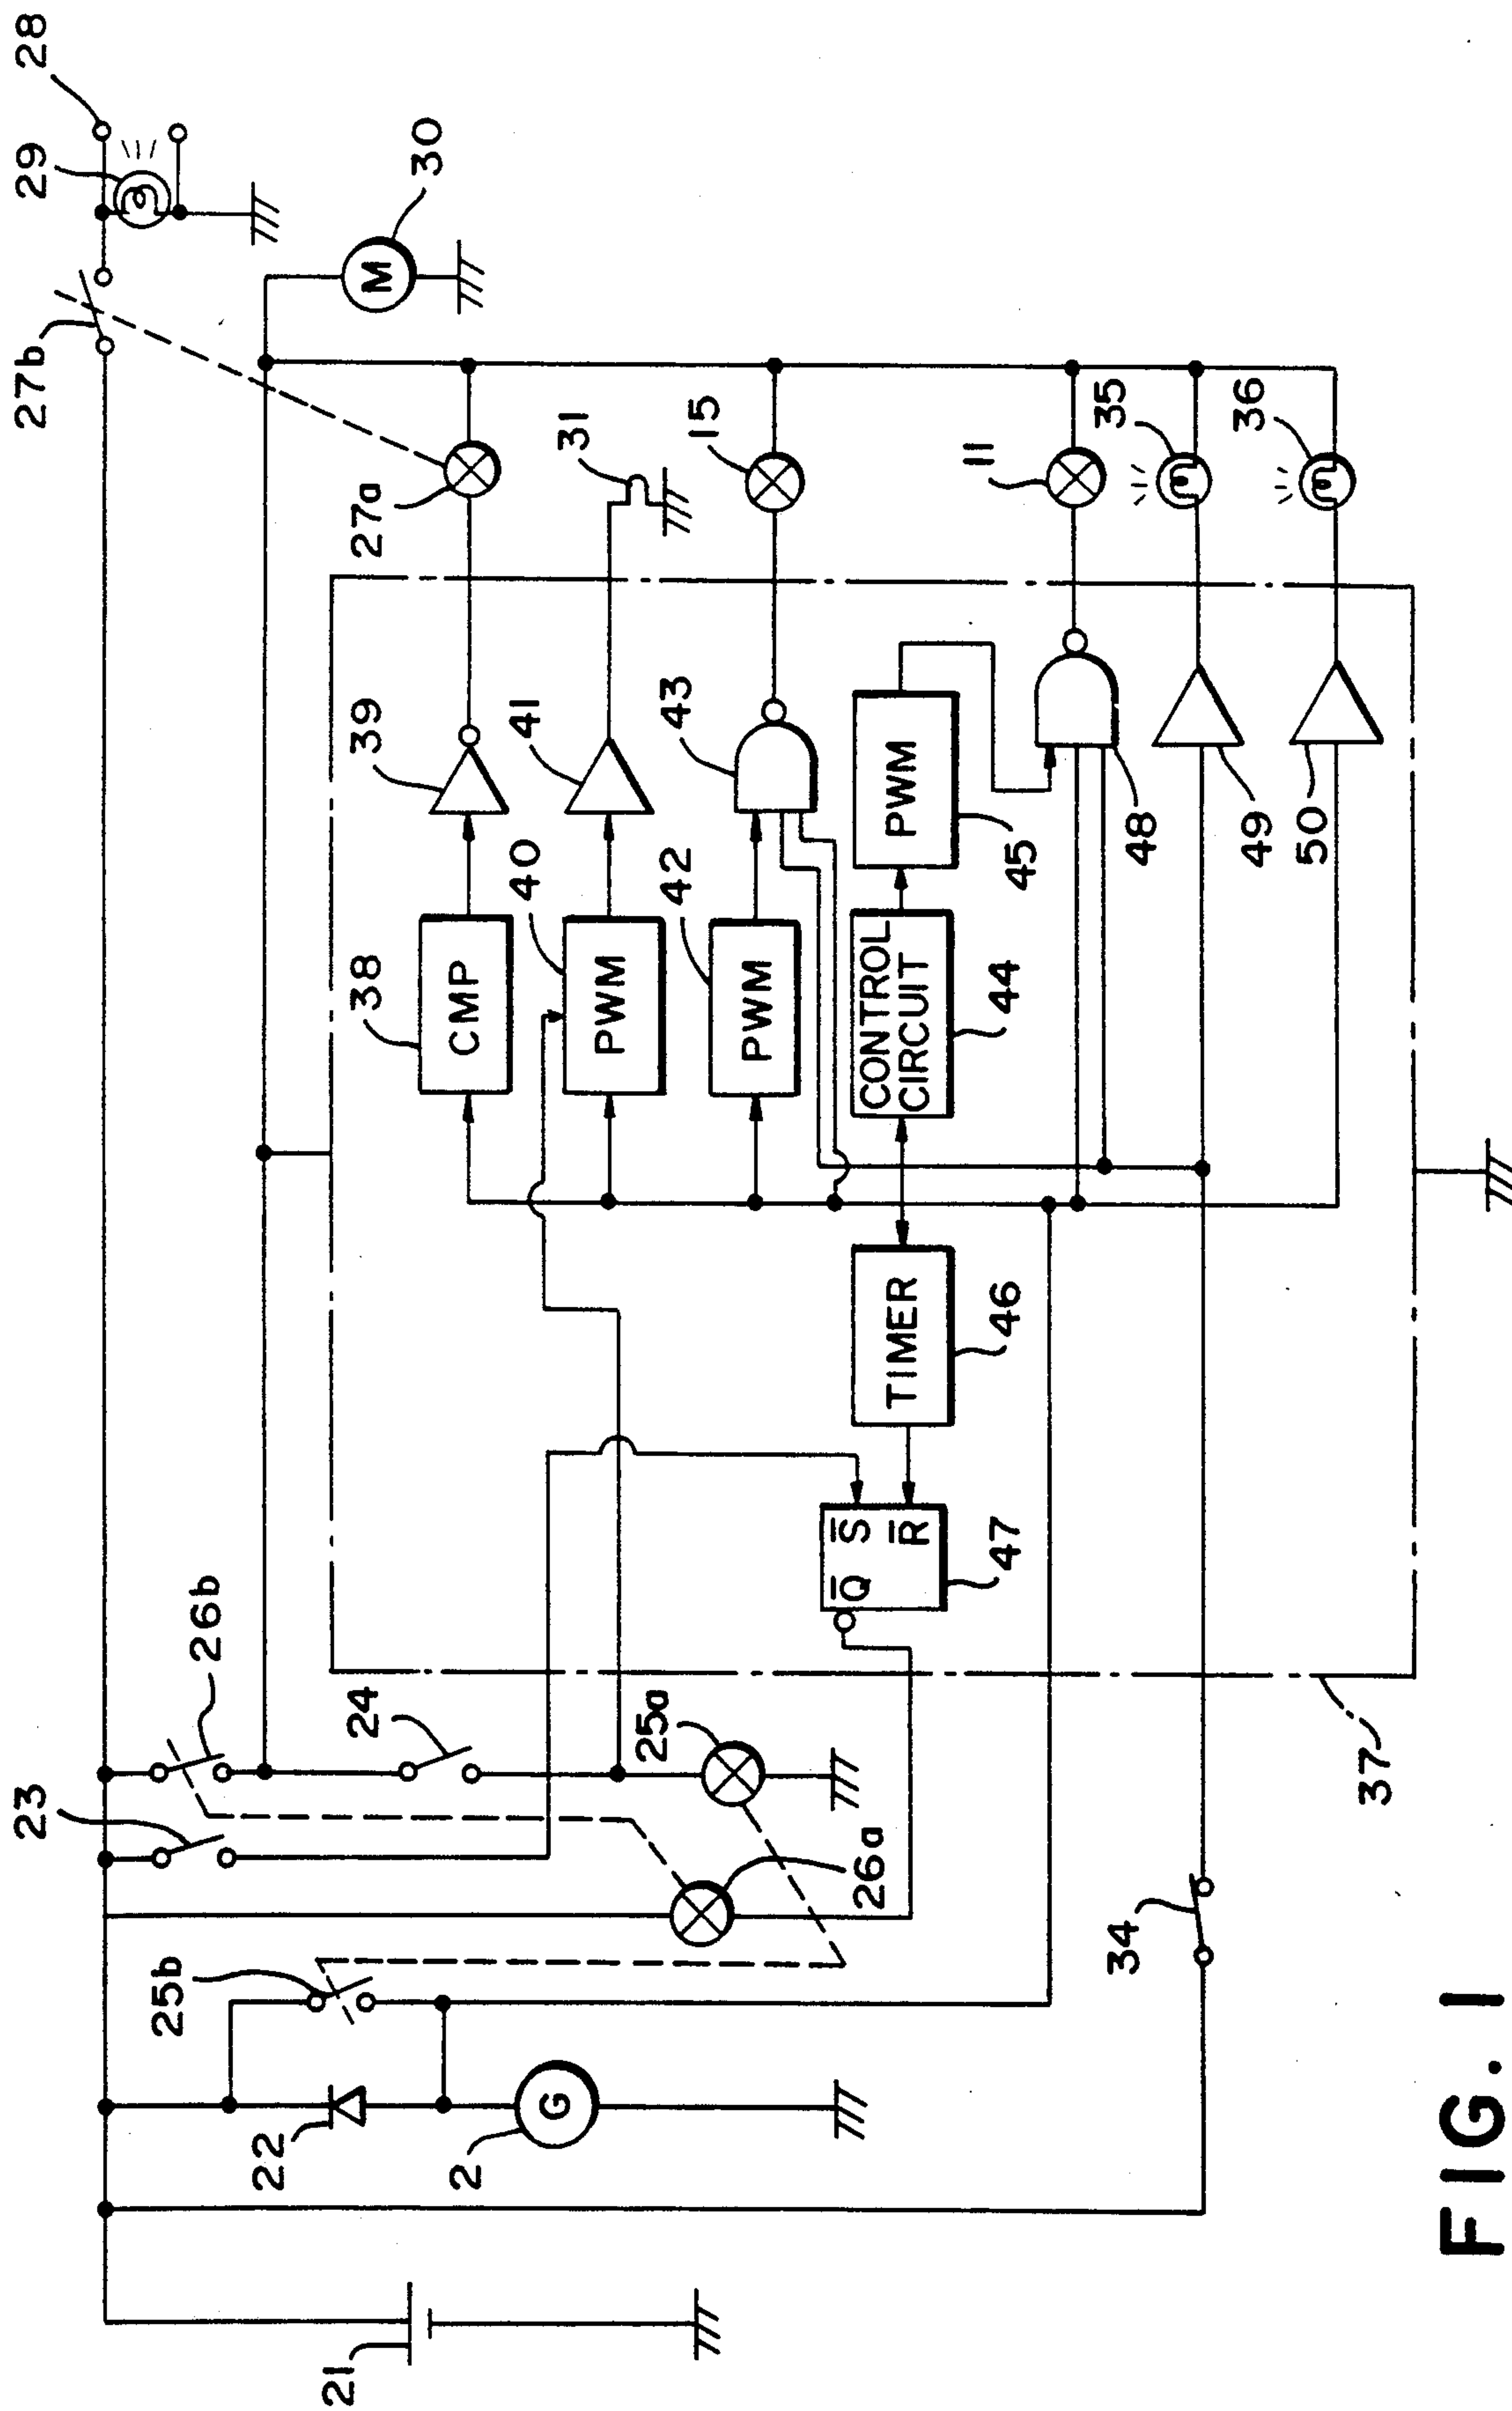 28
29
27b
30
M
27a
31
15
11
35
36
39
41
43
PWM
45
48
49
50
38
CMP
40
PWM
42
PWM
CONTROL
CIRCUIT
44
TIMER
46
S̅
R̅
Q̅
47
26b
24
23
25a
26a
37
25b
34
22
2
G
21
FIG. 1